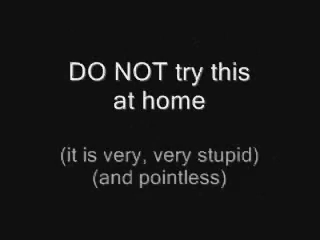 DO NOT try this
at home
(it is very, very stupid)
(and pointless)